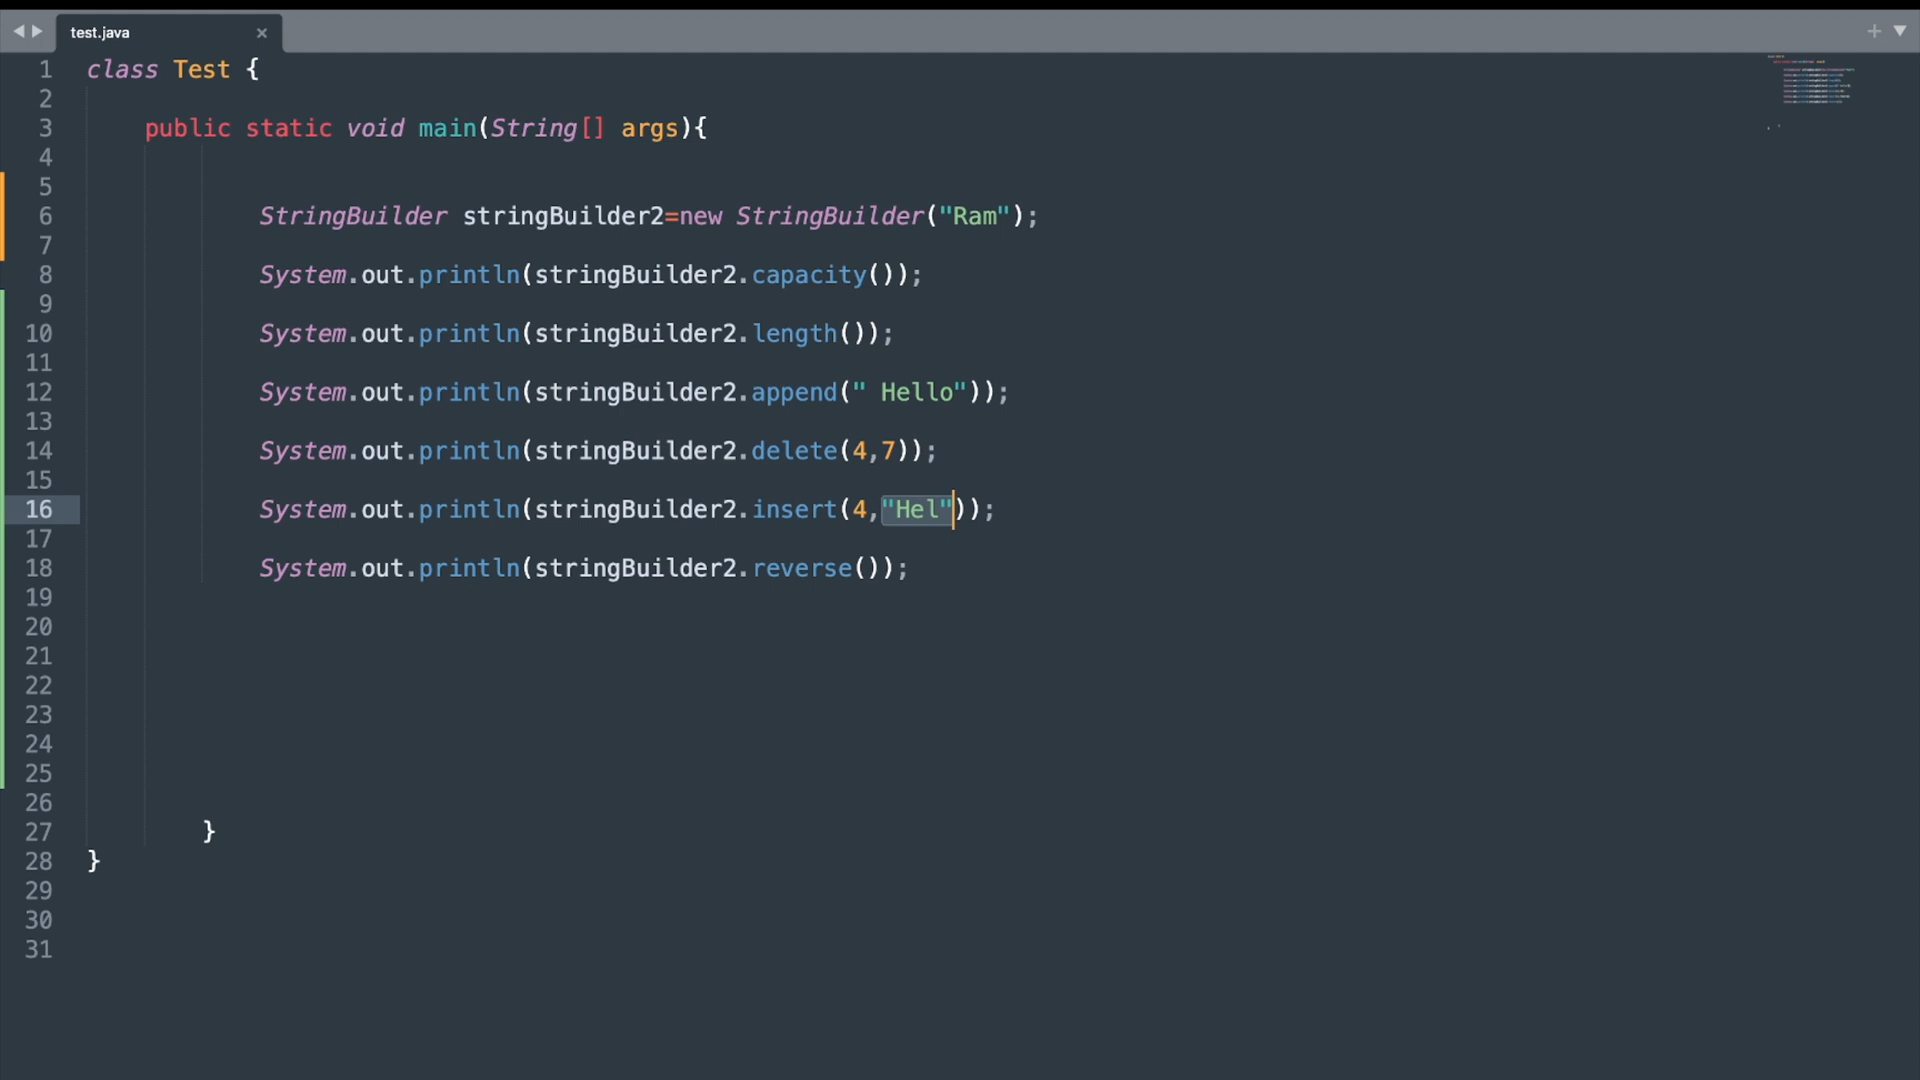 test.java
1 class Test {
2
3 public static void main(String[] args){
4
5
6 StringBuilder stringBuilder2=new StringBuilder("Ram");
7
8 System.out.println(stringBuilder2.capacity());
9
10 System.out.println(stringBuilder2.length());
11
12 System.out.println(stringBuilder2.append(" Hello"));
13
14 System.out.println(stringBuilder2.delete(4,7));
15
16 System.out.println(stringBuilder2.insert(4,"Hel"));
17
18 System.out.println(stringBuilder2.reverse());
19
20
21
22
23
24
25
26
27 }
28 }
29
30
31